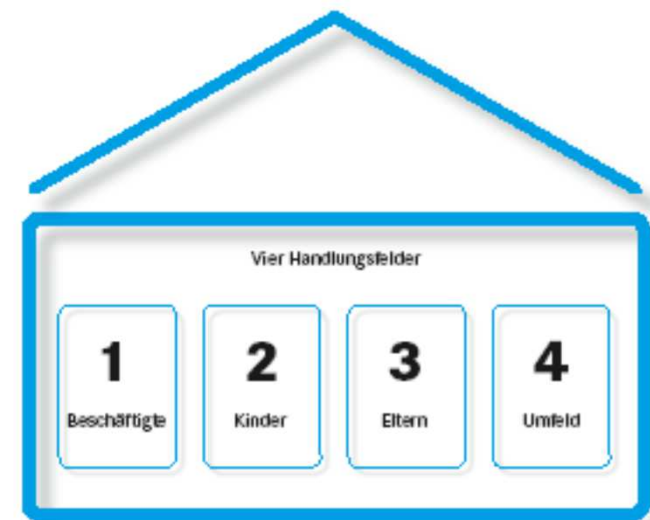 Vier Handlungsfelder
1
Beschäftigte
2
Kinder
3
Eltern
4
Umfeld